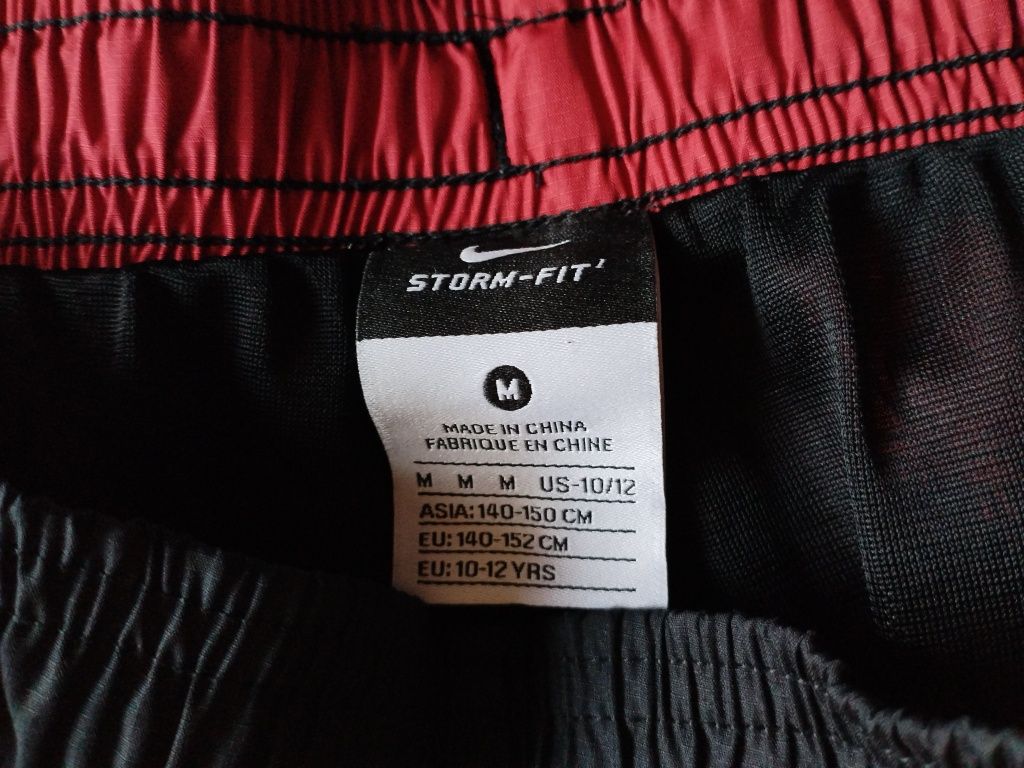 STORM-FIT¹
M
MADE IN CHINA
FABRIQUE EN CHINE
M M M US-10/12
ASIA: 140-150 CM
EU: 140-152 CM
EU: 10-12 YRS